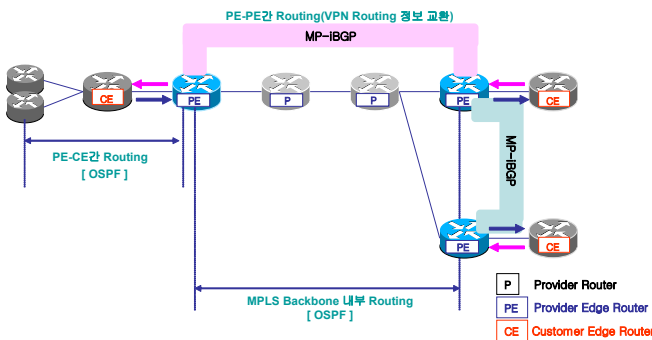 PE-PE간 Routing(VPN Routing 정보 교환)
MP-iBGP
CE
PE
P
P
PE
CE
PE-CE간 Routing
[ OSPF ]
MP-iBGP
PE
CE
MPLS Backbone 내부 Routing
[ OSPF ]
P Provider Router
PE Provider Edge Router
CE Customer Edge Router